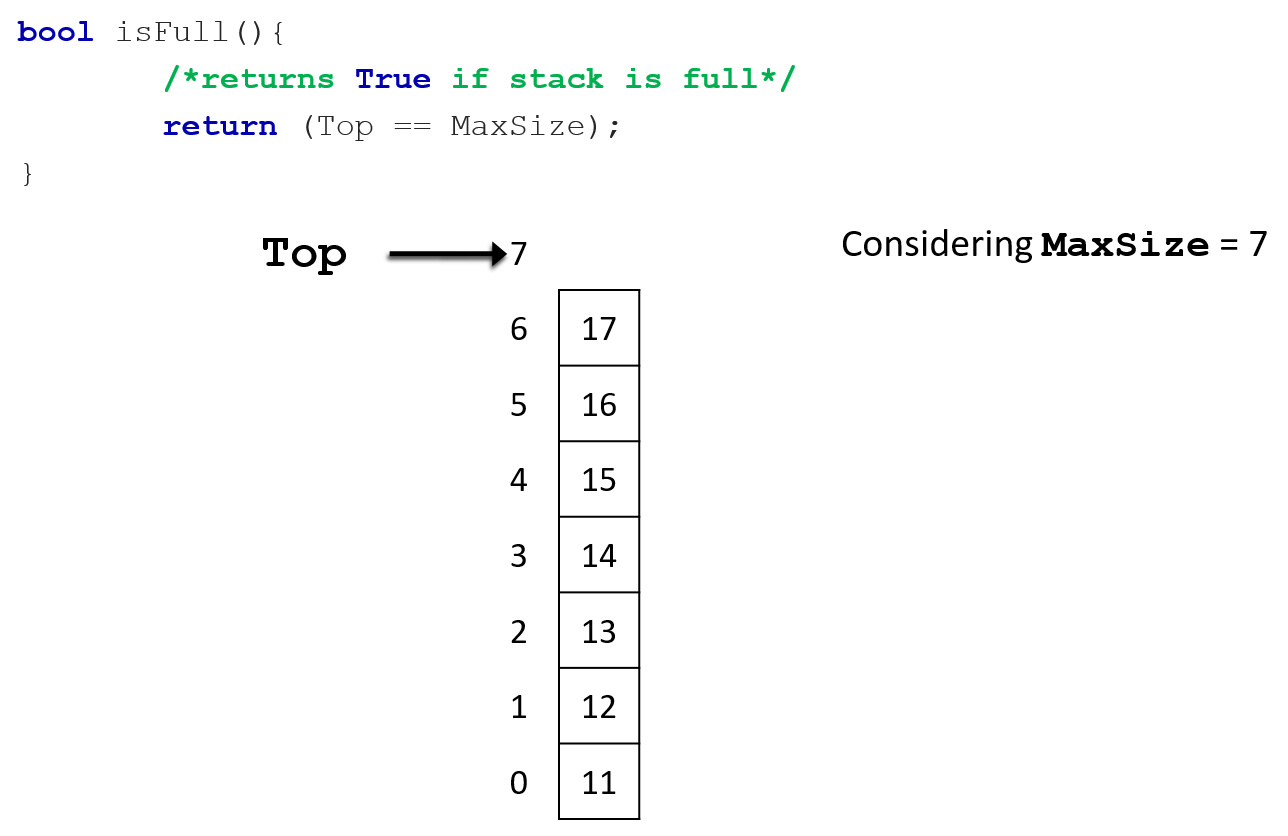 bool isFull(){
/*returns True if stack is full*/
return (Top == MaxSize);
}
Top 7 Considering MaxSize = 7
6 17
5 16
4 15
3 14
2 13
1 12
0 11